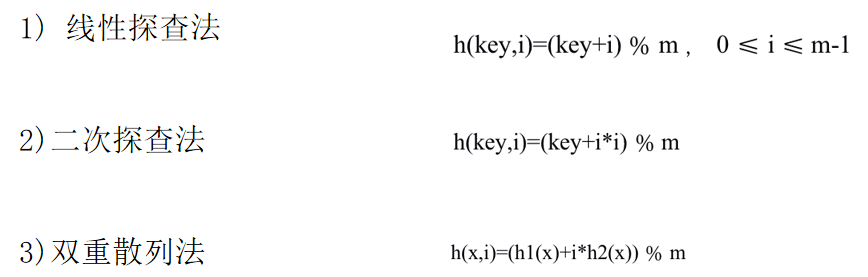 1) 线性探查法 h(key,i)=(key+i) % m , 0 ≤ i ≤ m-1
2)二次探查法 h(key,i)=(key+i*i) % m
3)双重散列法 h(x,i)=(h1(x)+i*h2(x)) % m